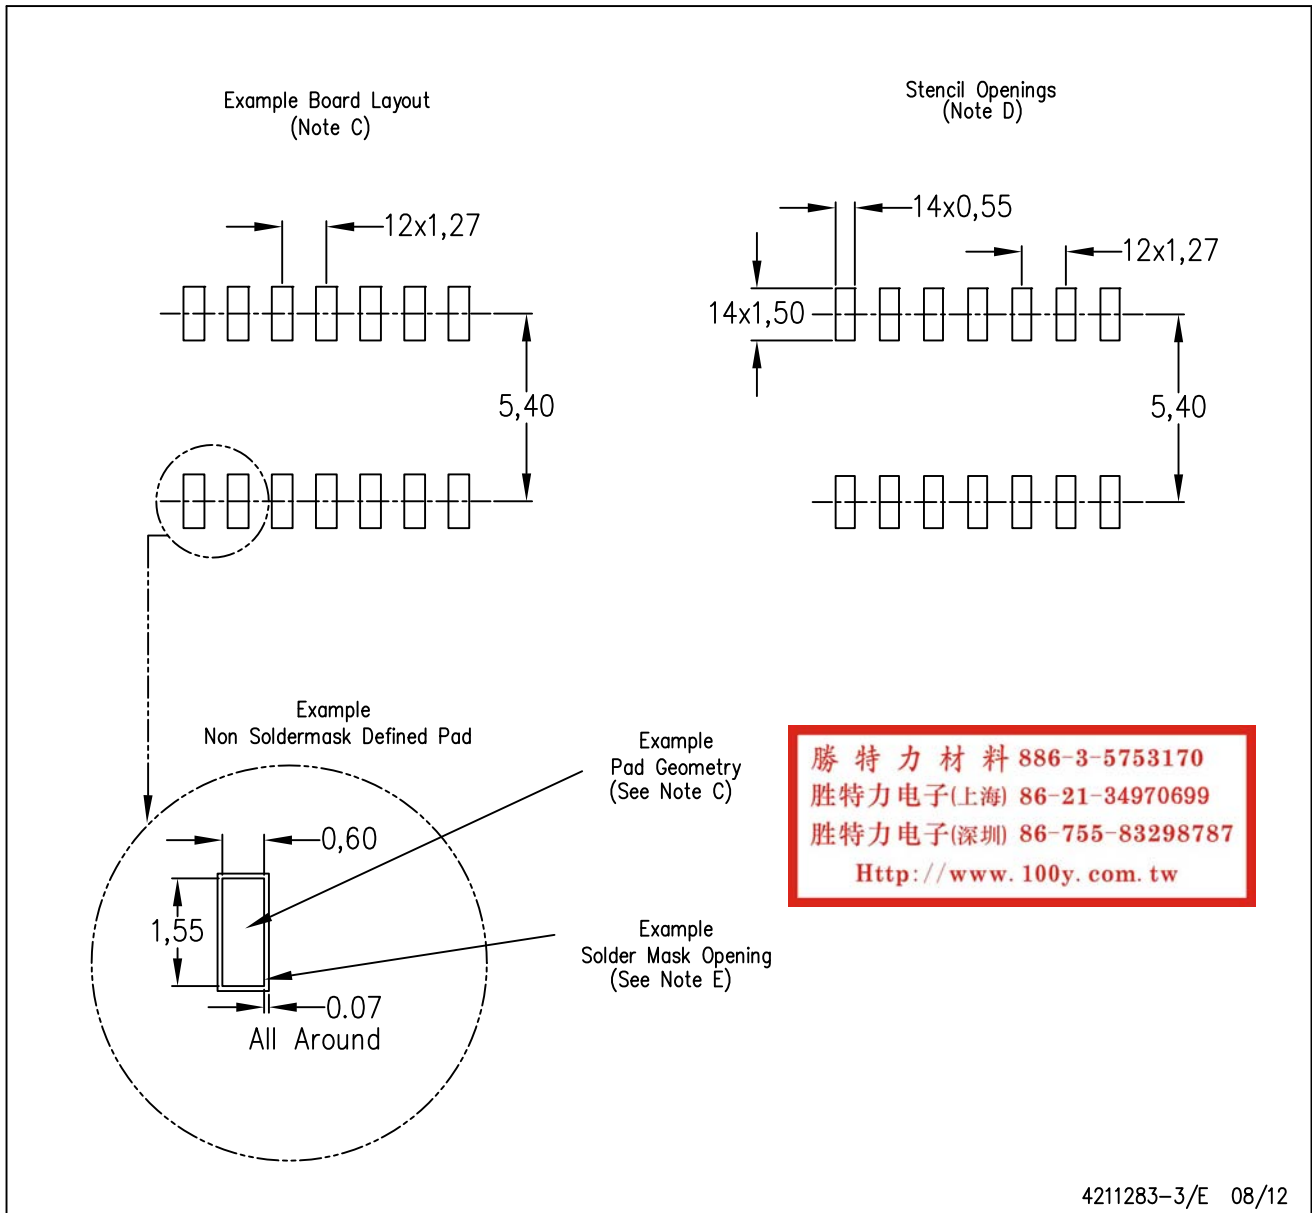 Example Board Layout
(Note C)
Stencil Openings
(Note D)
12x1,27
5,40
14x0,55
12x1,27
14x1,50
5,40
Example
Non Soldermask Defined Pad
0,60
1,55
0.07
All Around
Example
Pad Geometry
(See Note C)
Example
Solder Mask Opening
(See Note E)
勝特力材料 886-3-5753170
胜特力电子(上海) 86-21-34970699
胜特力电子(深圳) 86-755-83298787
Http://www.100y.com.tw
4211283-3/E 08/12